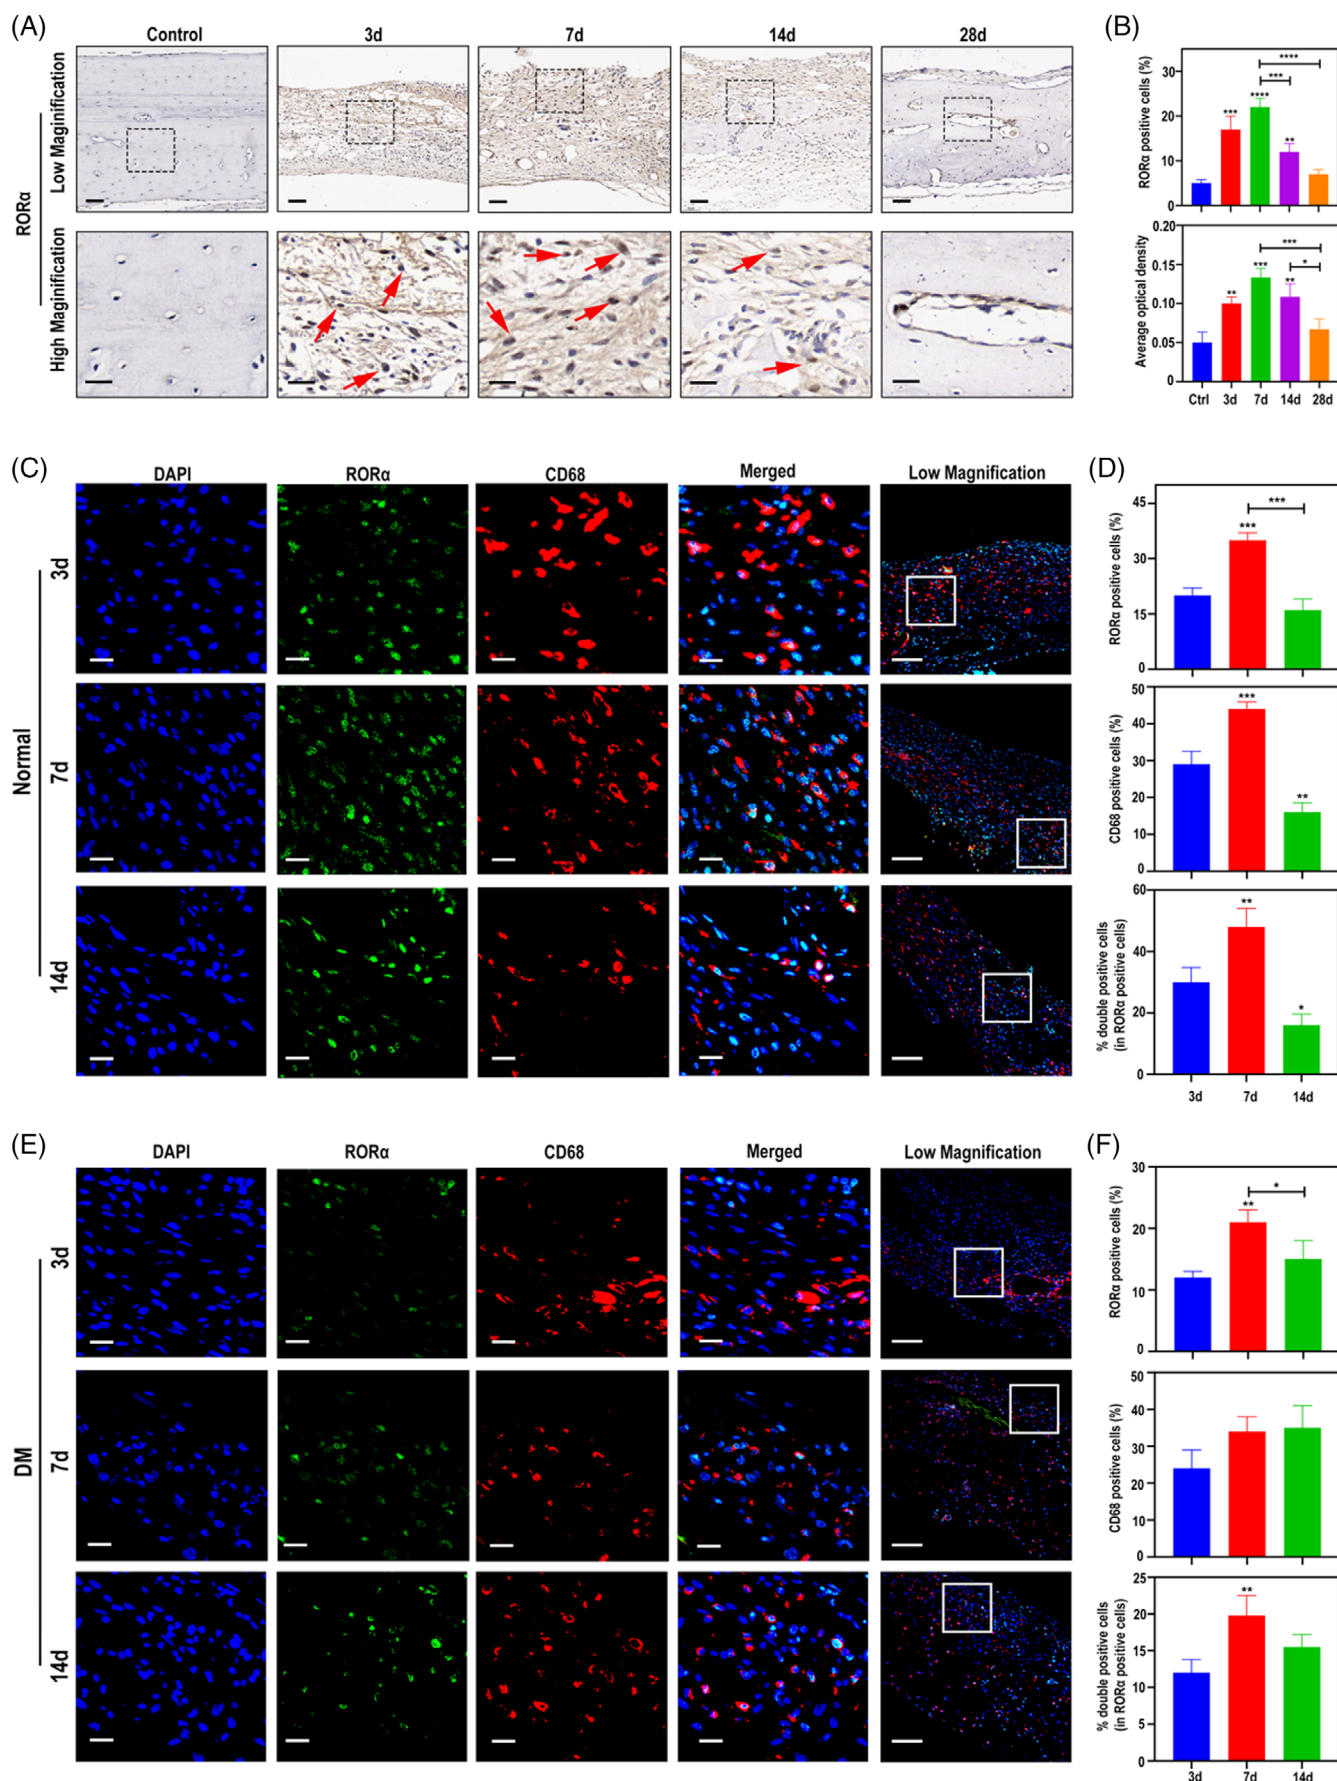 (A)
Control
3d
7d
14d
28d
RORα
Low Maginification
High Maginification
(B)
RORα positive cells (%)
30
20
10
0
****
***
***
****
**
Average optical density
0.20
0.15
0.10
0.05
0
***
*
**
***
**
Ctrl
3d
7d
14d
28d
(C)
DAPI
RORα
CD68
Merged
Low Magnification
Normal
3d
7d
14d
(D)
RORα positive cells (%)
45
30
15
0
***
***
CD68 positive cells (%)
50
40
30
20
10
0
***
**
% double positive cells
(in RORα positive cells)
60
40
20
0
**
*
3d
7d
14d
(E)
DAPI
RORα
CD68
Merged
Low Magnification
DM
3d
7d
14d
(F)
RORα positive cells (%)
30
20
10
0
**
*
CD68 positive cells (%)
50
40
30
20
10
0
% double positive cells
(in RORα positive cells)
25
20
15
10
5
0
**
3d
7d
14d